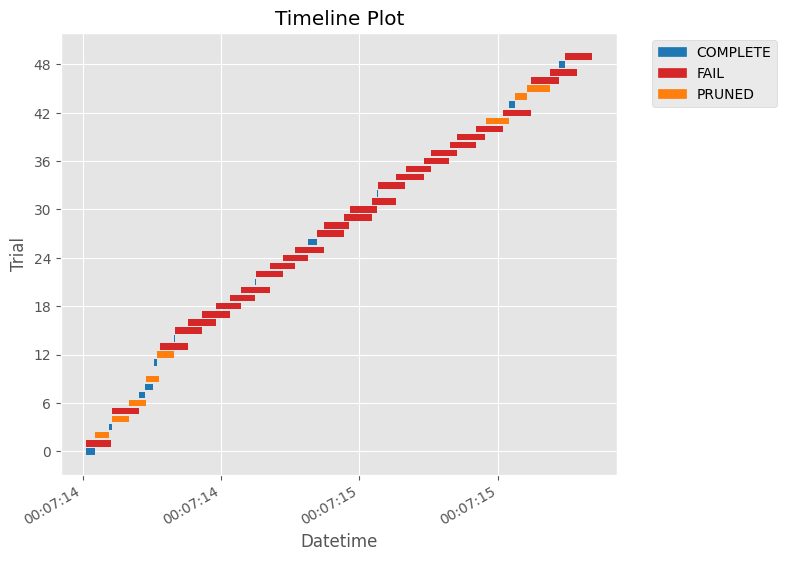 Timeline Plot
COMPLETE
FAIL
PRUNED
48
42
36
30
24
18
12
6
0
Trial
00:07:14
00:07:14
00:07:15
00:07:15
Datetime